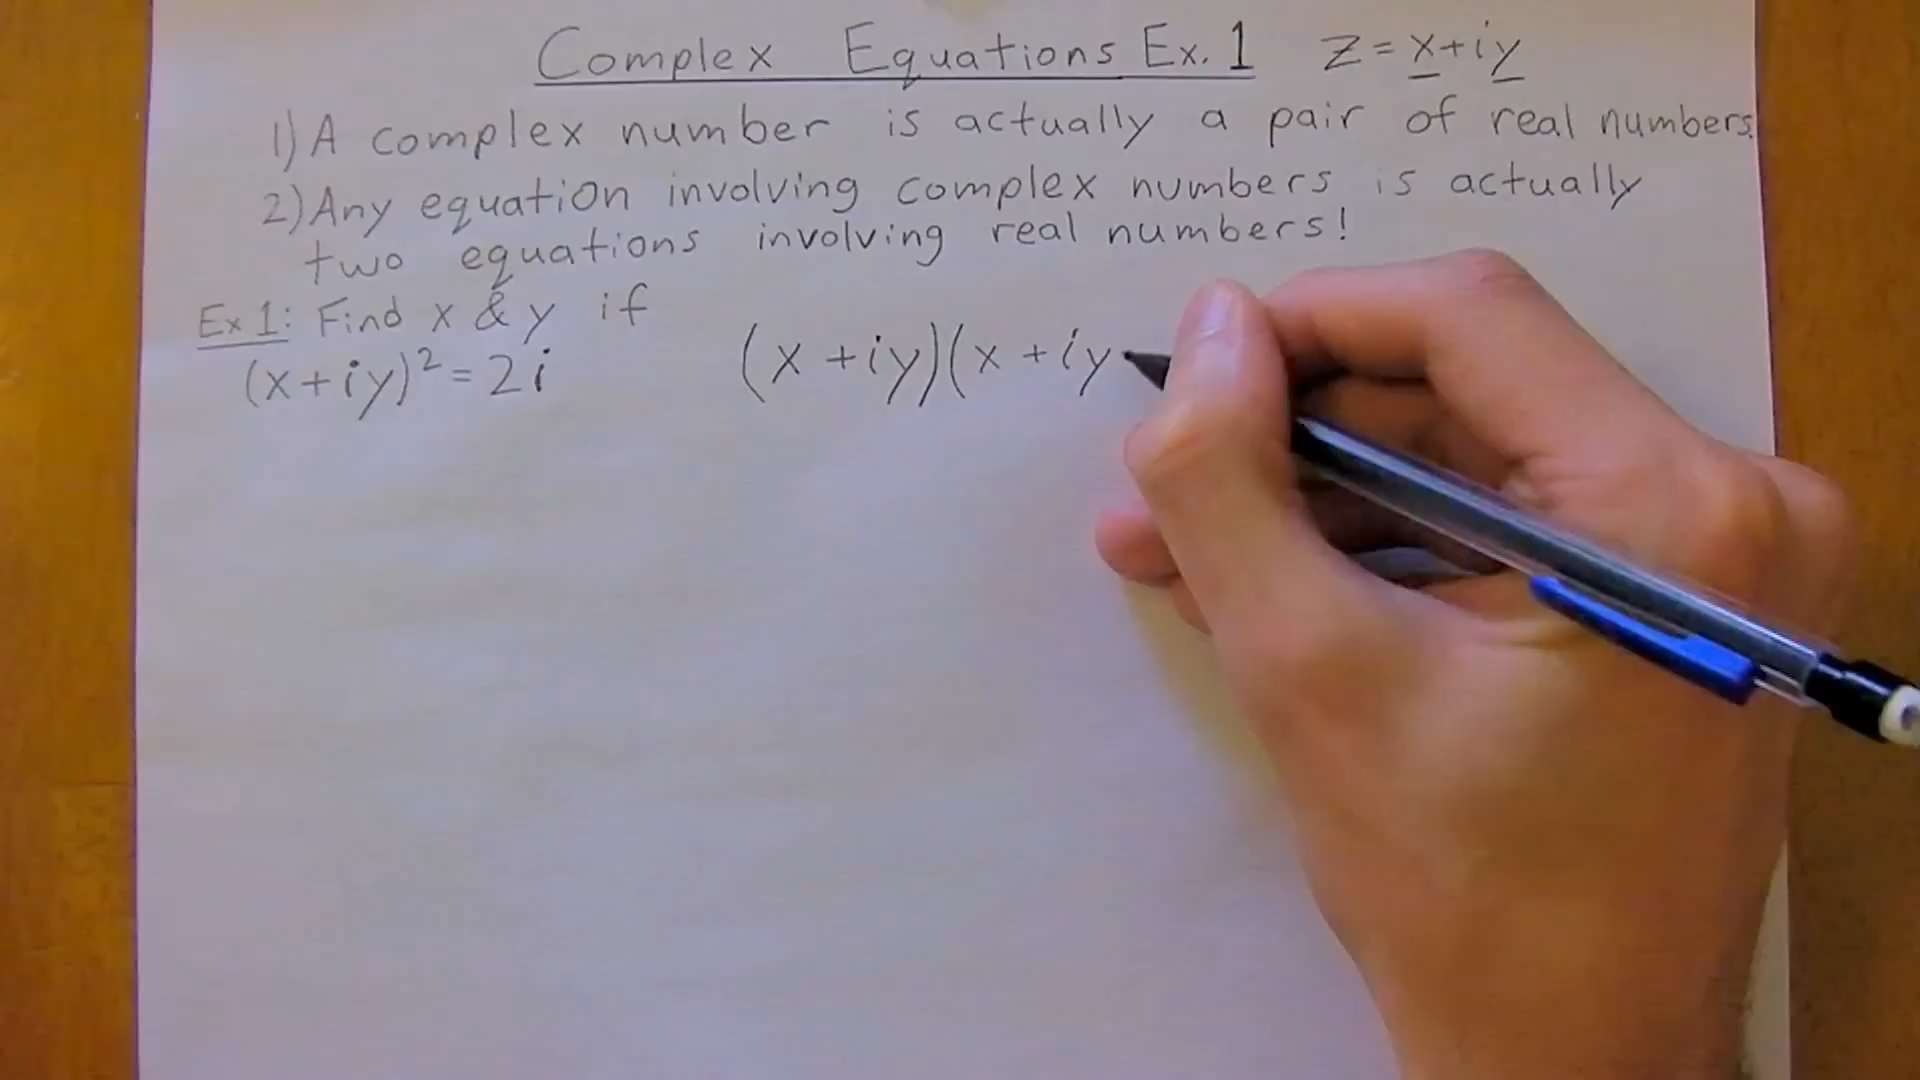 Complex Equations Ex. 1 z = x+iy
1) A complex number is actually a pair of real numbers.
2) Any equation involving complex numbers is actually
two equations involving real numbers!
Ex 1: Find x & y if
(x+iy)² = 2i
(x +iy)(x + iy